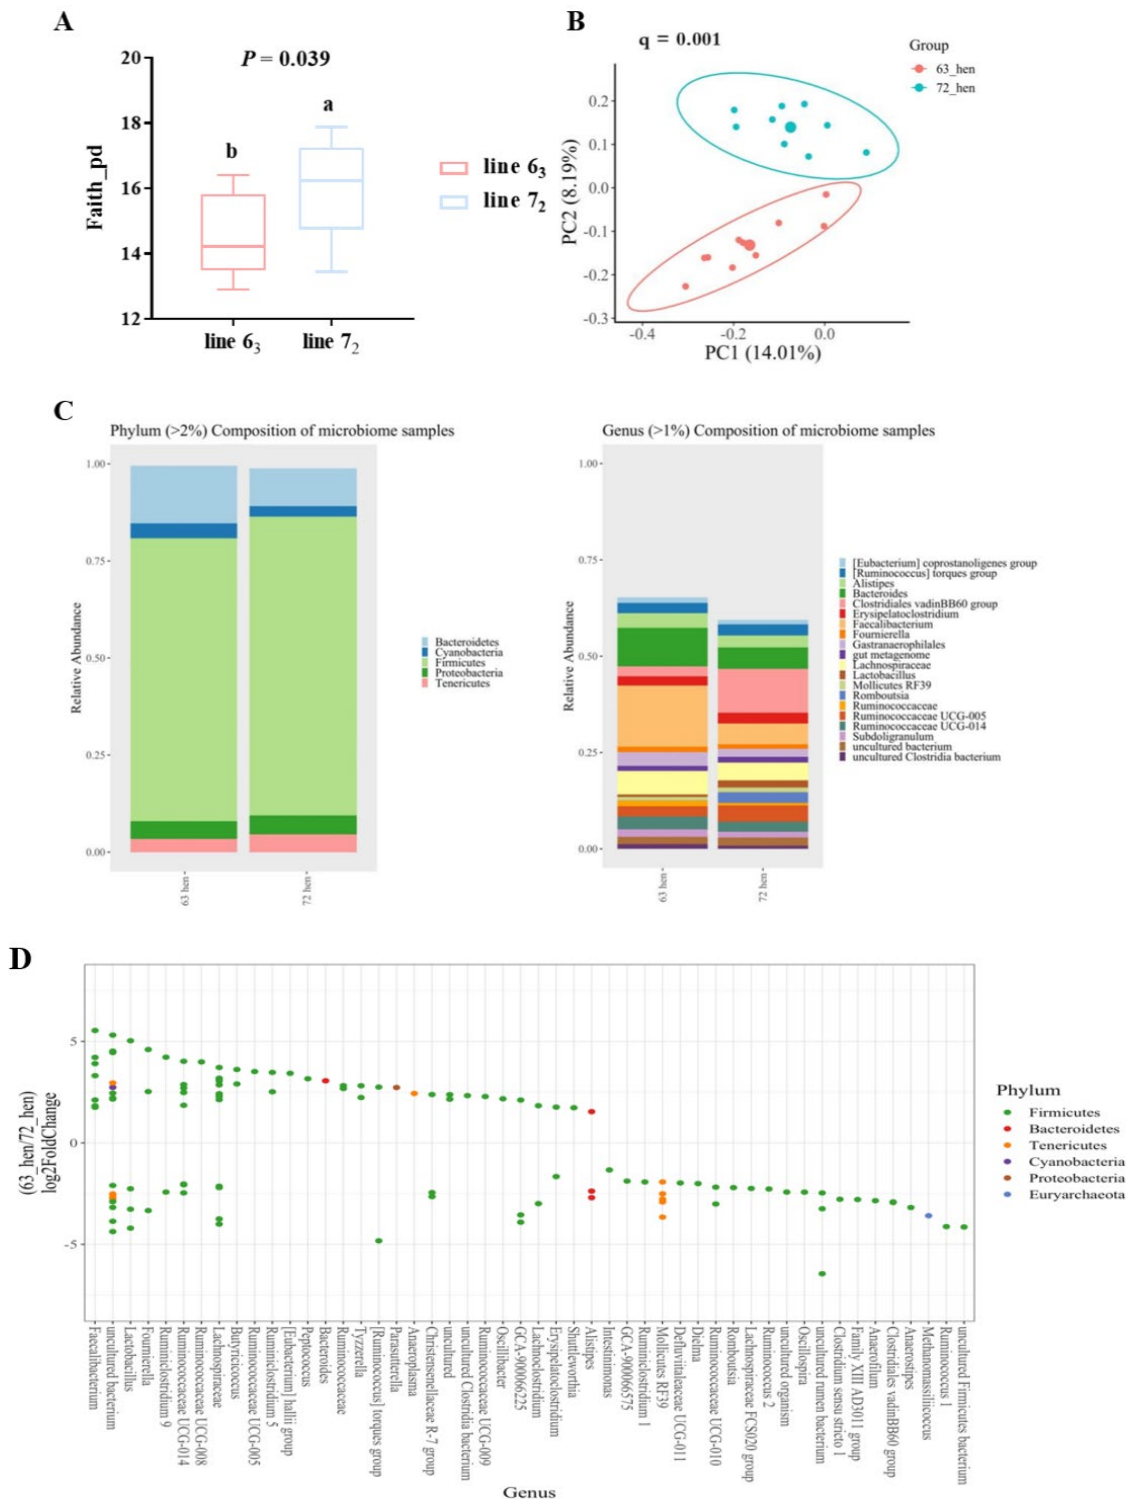 A
P = 0.039
Faith_pd
20
18
16
14
12
b
a
line 6₃
line 7₂
line 6₃
line 7₂
B
q = 0.001
Group
63_hen
72_hen
PC2 (8.19%)
0.2
0.1
0.0
-0.1
-0.2
-0.3
-0.4
-0.2
0.0
PC1 (14.01%)
C
Phylum (>2%) Composition of microbiome samples
Relative Abundance
1.00
0.75
0.50
0.25
0.00
63 hen
72 hen
Bacteroidetes
Cyanobacteria
Firmicutes
Proteobacteria
Tenericutes
Genus (>1%) Composition of microbiome samples
Relative Abundance
1.00
0.75
0.50
0.25
0.00
63 hen
72 hen
[Eubacterium] coprostanoligenes group
[Ruminococcus] torques group
Alistipes
Bacteroides
Clostridiales vadinBB60 group
Erysipelatoclostridium
Faecalibacterium
Fournierella
Gastranaerophilales
gut metagenome
Lachnospiraceae
Lactobacillus
Mollicutes RF39
Romboutsia
Ruminococcaceae
Ruminococcaceae UCG-005
Ruminococcaceae UCG-014
Subdoligranulum
uncultured bacterium
uncultured Clostridia bacterium
D
(63_hen/72_hen)
log2FoldChange
5
0
-5
Faecalibacterium
uncultured bacterium
Lactobacillus
Fournierella
Ruminiclostridium 9
Ruminococcaceae UCG-014
Ruminococcaceae UCG-008
Lachnospiraceae
Butyricicoccus
Ruminococcaceae UCG-005
Ruminiclostridium 5
[Eubacterium] hallii group
Peptococcus
Bacteroides
Ruminococcaceae
Tyzzerella
[Ruminococcus] torques group
Parasutterella
Anaeroplasma
Christensenellaceae R-7 group
uncultured
uncultured Clostridia bacterium
Ruminococcaceae UCG-009
Oscillibacter
GCA-900066225
Lachnoclostridium
Erysipelatoclostridium
Shuttleworthia
Alistipes
Intestinimonas
GCA-900066575
Ruminiclostridium 1
Mollicutes RF39
Defluviitaleaceae UCG-011
Dielma
Ruminococcaceae UCG-010
Romboutsia
Lachnospiraceae FCS020 group
Ruminococcus 2
uncultured organism
Oscillospira
uncultured rumen bacterium
Clostridium sensu stricto 1
Family XIII AD3011 group
Anaerofilum
Clostridiales vadinBB60 group
Anaerostipes
Methanomassiliicoccus
Ruminococcus 1
uncultured Firmicutes bacterium
Genus
Phylum
Firmicutes
Bacteroidetes
Tenericutes
Cyanobacteria
Proteobacteria
Euryarchaeota